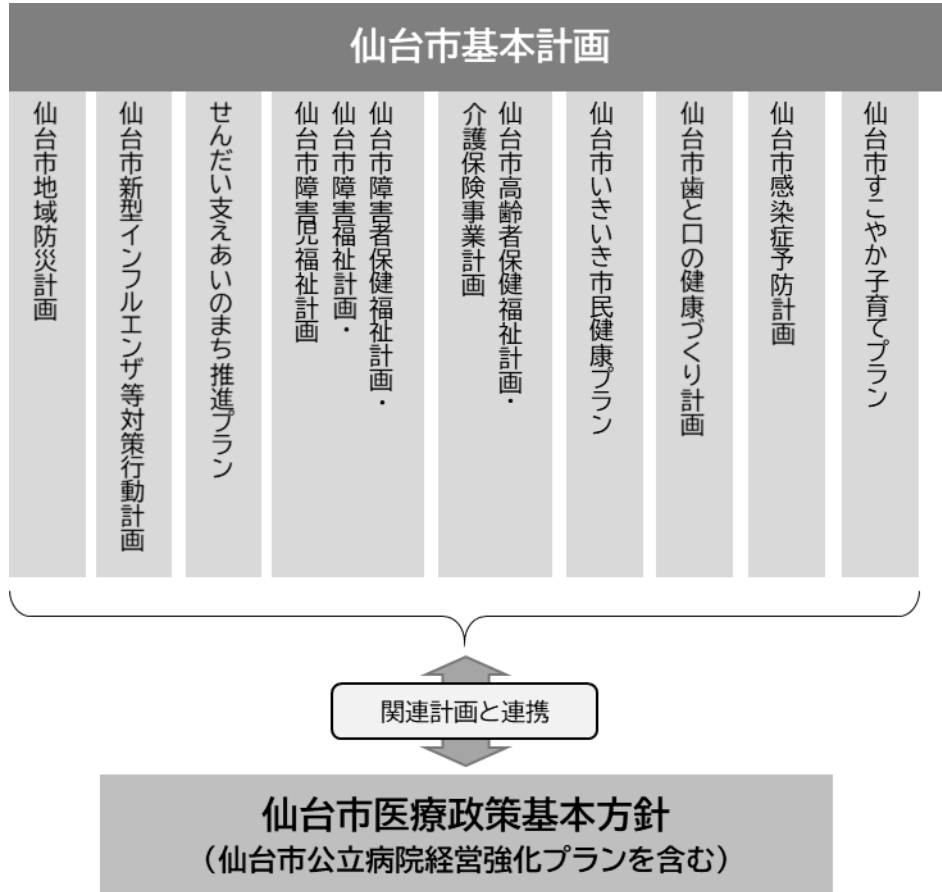 仙台市基本計画
仙台市すこやか子育てプラン
仙台市感染症予防計画
仙台市歯と口の健康づくり計画
仙台市いきいき市民健康プラン
仙台市高齢者保健福祉計画・
介護保険事業計画
仙台市障害者保健福祉計画・
仙台市障害福祉計画・
仙台市障害児福祉計画
せんだい支えあいのまち推進プラン
仙台市新型インフルエンザ等対策行動計画
仙台市地域防災計画
関連計画と連携
仙台市医療政策基本方針
（仙台市公立病院経営強化プランを含む）